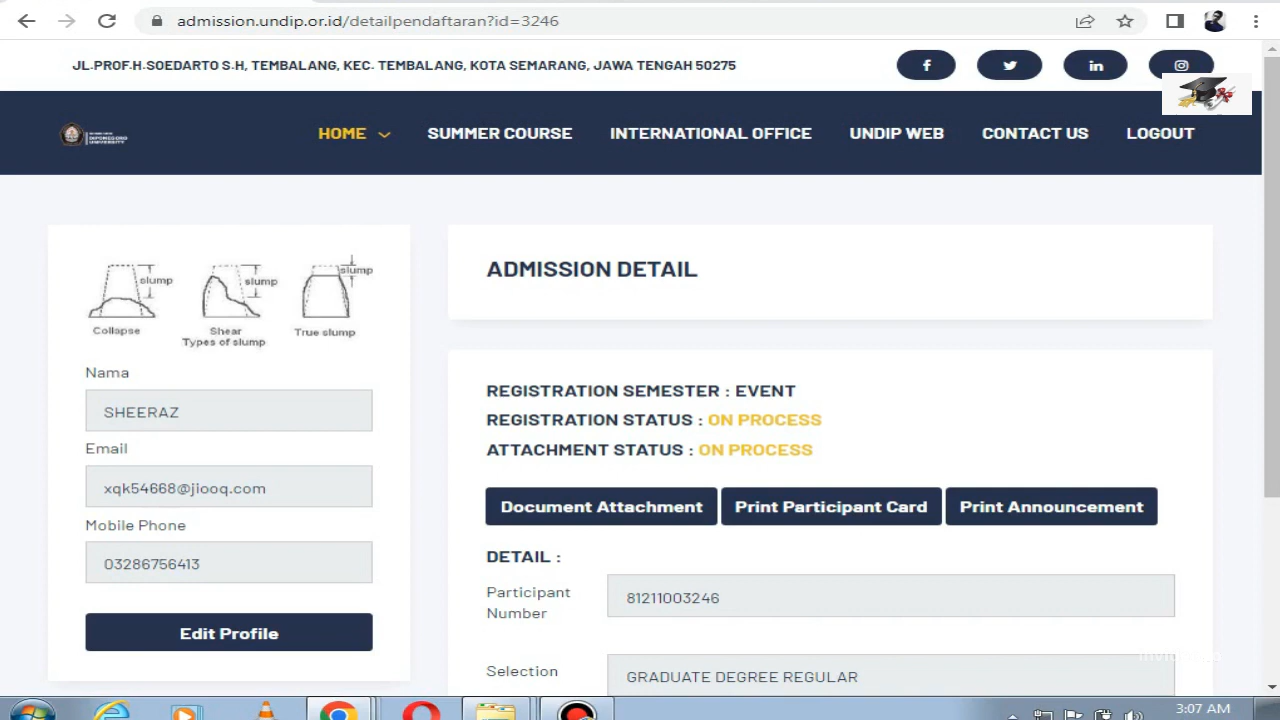 admission.undip.or.id/detailpendaftaran?id=3246
JL.PROF.H.SOEDARTO S.H, TEMBALANG, KEC. TEMBALANG, KOTA SEMARANG, JAWA TENGAH 50275
DIPONEGORO
UNIVERSITY
HOME
SUMMER COURSE
INTERNATIONAL OFFICE
UNDIP WEB
CONTACT US
LOGOUT
slump
slump
slump
Collapse
Shear
True slump
Types of slump
Nama
SHEERAZ
Email
xqk54668@jiooq.com
Mobile Phone
03286756413
Edit Profile
ADMISSION DETAIL
REGISTRATION SEMESTER : EVENT
REGISTRATION STATUS : ON PROCESS
ATTACHMENT STATUS : ON PROCESS
Document Attachment
Print Participant Card
Print Announcement
DETAIL :
Participant
Number
81211003246
Selection
GRADUATE DEGREE REGULAR
3:07 AM